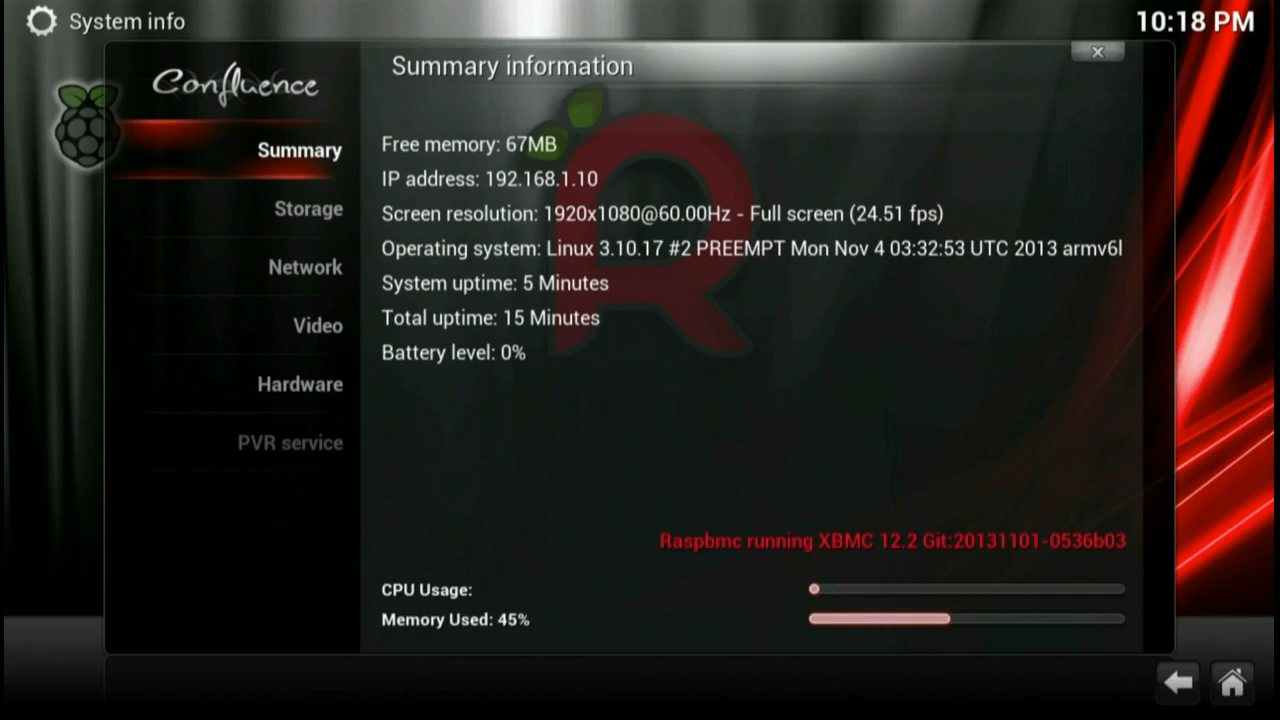 System info
10:18 PM
Confluence
Summary
Storage
Network
Video
Hardware
PVR service
Summary information
Free memory: 67MB
IP address: 192.168.1.10
Screen resolution: 1920x1080@60.00Hz - Full screen (24.51 fps)
Operating system: Linux 3.10.17 #2 PREEMPT Mon Nov 4 03:32:53 UTC 2013 armv6l
System uptime: 5 Minutes
Total uptime: 15 Minutes
Battery level: 0%
Raspbmc running XBMC 12.2 Git:20131101-0536b03
CPU Usage:
Memory Used: 45%